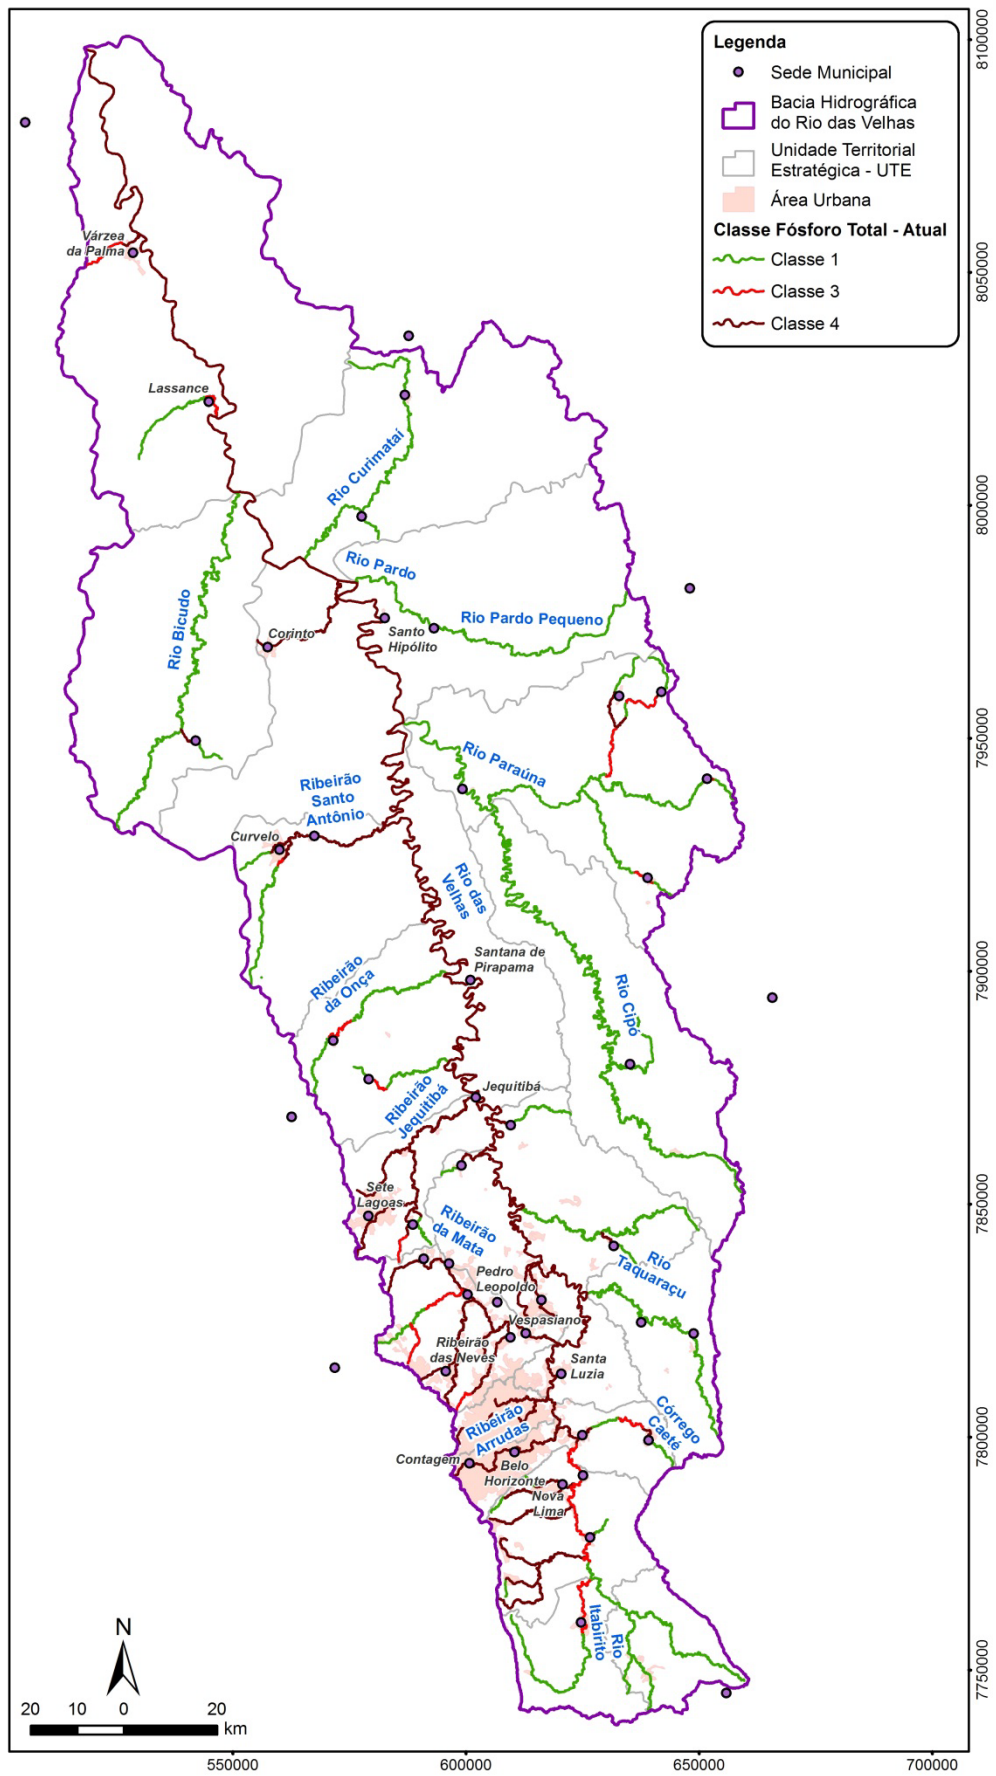 Legenda
Sede Municipal
Bacia Hidrográfica
do Rio das Velhas
Unidade Territorial
Estratégica - UTE
Área Urbana
Classe Fósforo Total - Atual
Classe 1
Classe 3
Classe 4
8100000
8050000
8000000
7950000
7900000
7850000
7800000
7750000
Várzea
da Palma
Lassance
Rio Curimataí
Rio Pardo
Rio Pardo Pequeno
Rio Bicudo
Corinto
Santo
Hipólito
Rio Paraúna
Ribeirão
Santo
Antônio
Curvelo
Rio das
Velhas
Santana de
Pirapama
Ribeirão
da Onça
Rio Cipó
Ribeirão
Jequitibá
Jequitibá
Sete
Lagoas
Ribeirão
da Mata
Rio
Taquaraçu
Pedro
Leopoldo
Vespasiano
Ribeirão
das Neves
Santa
Luzia
Ribeirão
Arrudas
Córrego
Caeté
Contagem
Belo
Horizonte
Nova
Lima
Rio
Itabirito
N
20 10 0 20
km
550000 600000 650000 700000